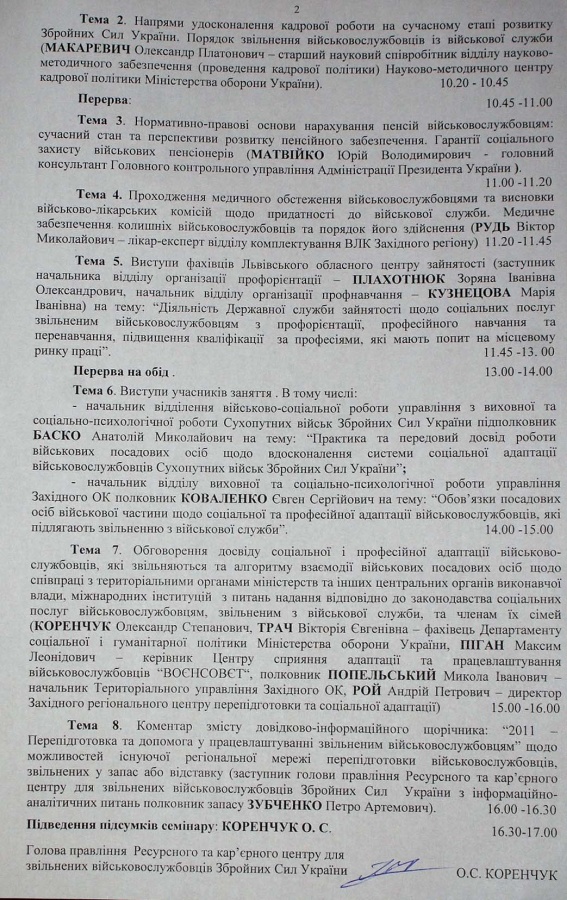 2
Тема 2. Напрями удосконалення кадрової роботи на сучасному етапі розвитку
Збройних Сил України. Порядок звільнення військовослужбовців із військової служби
(МАКАРЕВИЧ Олександр Платонович – старший науковий співробітник відділу науково-
методичного забезпечення (проведення кадрової політики) Науково-методичного центру
кадрової політики Міністерства оборони України). 10.20 - 10.45
Перерва: 10.45 -11.00
Тема 3. Нормативно-правові основи нарахування пенсій військовослужбовцям:
сучасний стан та перспективи розвитку пенсійного забезпечення. Гарантії соціального
захисту військових пенсіонерів (МАТВІЙКО Юрій Володимирович - головний
консультант Головного контрольного управління Адміністрації Президента України ).
11.00 -11.20
Тема 4. Проходження медичного обстеження військовослужбовцями та висновки
військово-лікарських комісій щодо придатності до військової служби. Медичне
забезпечення колишніх військовослужбовців та порядок його здійснення (РУДЬ Віктор
Миколайович – лікар-експерт відділу комплектування ВЛК Західного регіону) 11.20 -11.45
Тема 5. Виступи фахівців Львівського обласного центру зайнятості (заступник
начальника відділу організації профорієнтації – ПЛАХОТНЮК Зоряна Іванівна
Олександрович, начальник відділу організації профнавчання – КУЗНЕЦОВА Марія
Іванівна) на тему: “Діяльність Державної служби зайнятості щодо соціальних послуг
звільненим військовослужбовцям з профорієнтації, професійного навчання та
перенавчання, підвищення кваліфікації за професіями, які мають попит на місцевому
ринку праці”. 11.45 -13. 00
Перерва на обід . 13.00 -14.00
Тема 6. Виступи учасників заняття . В тому числі:
- начальник відділення військово-соціальної роботи управління з виховної та
соціально-психологічної роботи Сухопутних військ Збройних Сил України підполковник
БАСКО Анатолій Миколайович на тему: “Практика та передовий досвід роботи
військових посадових осіб щодо вдосконалення системи соціальної адаптації
військовослужбовців Сухопутних військ Збройних Сил України”;
- начальник відділу виховної та соціально-психологічної роботи управління
Західного ОК полковник КОВАЛЕНКО Євген Сергійович на тему: “Обов’язки посадових
осіб військової частини щодо соціальної та професійної адаптації військовослужбовців, які
підлягають звільненню з військової служби”. 14.00 -15.00
Тема 7. Обговорення досвіду соціальної і професійної адаптації військово-
службовців, які звільняються та алгоритму взаємодії військових посадових осіб щодо
співпраці з територіальними органами міністерств та інших центральних органів виконавчої
влади, міжнародних інституцій з питань надання відповідно до законодавства соціальних
послуг військовослужбовцям, звільненим з військової служби, та членам їх сімей
(КОРЕНЧУК Олександр Степанович, ТРАЧ Вікторія Євгенівна – фахівець Департаменту
соціальної і гуманітарної політики Міністерства оборони України, ПІГАН Максим
Леонідович – керівник Центру сприяння адаптації та працевлаштування
військовослужбовців “ВОЄНСОВЄТ“, полковник ПОПЕЛЬСЬКИЙ Микола Іванович –
начальник Територіального управління Західного ОК, РОЙ Андрій Петрович – директор
Західного регіонального центру перепідготовки та соціальної адаптації) 15.00 -16.00
Тема 8. Коментар змісту довідково-інформаційного щорічника: “2011 –
Перепідготовка та допомога у працевлаштуванні звільненим військовослужбовцям” щодо
можливостей існуючої регіональної мережі перепідготовки військовослужбовців,
звільнених у запас або відставку (заступник голови правління Ресурсного та кар’єрного
центру для звільнених військовослужбовців Збройних Сил України з інформаційно-
аналітичних питань полковник запасу ЗУБЧЕНКО Петро Артемович). 16.00 -16.30
Підведення підсумків семінару: КОРЕНЧУК О. С. 16.30-17.00
Голова правління Ресурсного та кар’єрного центру для
звільнених військовослужбовців Збройних Сил України О.С. КОРЕНЧУК